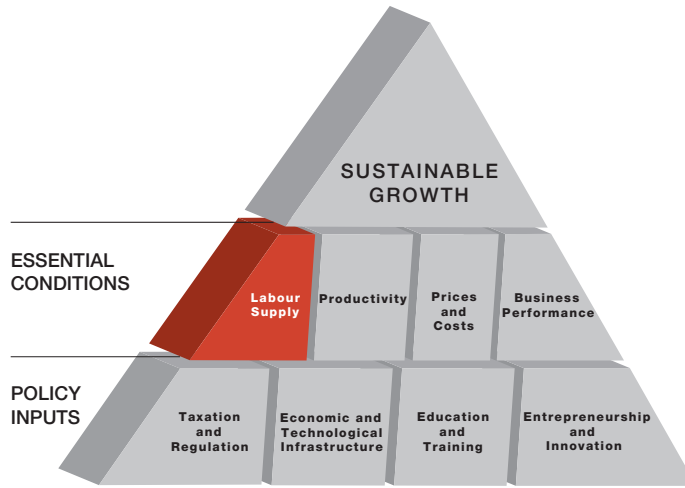 SUSTAINABLE
GROWTH
ESSENTIAL
CONDITIONS
Labour
Supply
Productivity
Prices
and
Costs
Business
Performance
POLICY
INPUTS
Taxation
and
Regulation
Economic and
Technological
Infrastructure
Education
and
Training
Entrepreneurship
and
Innovation